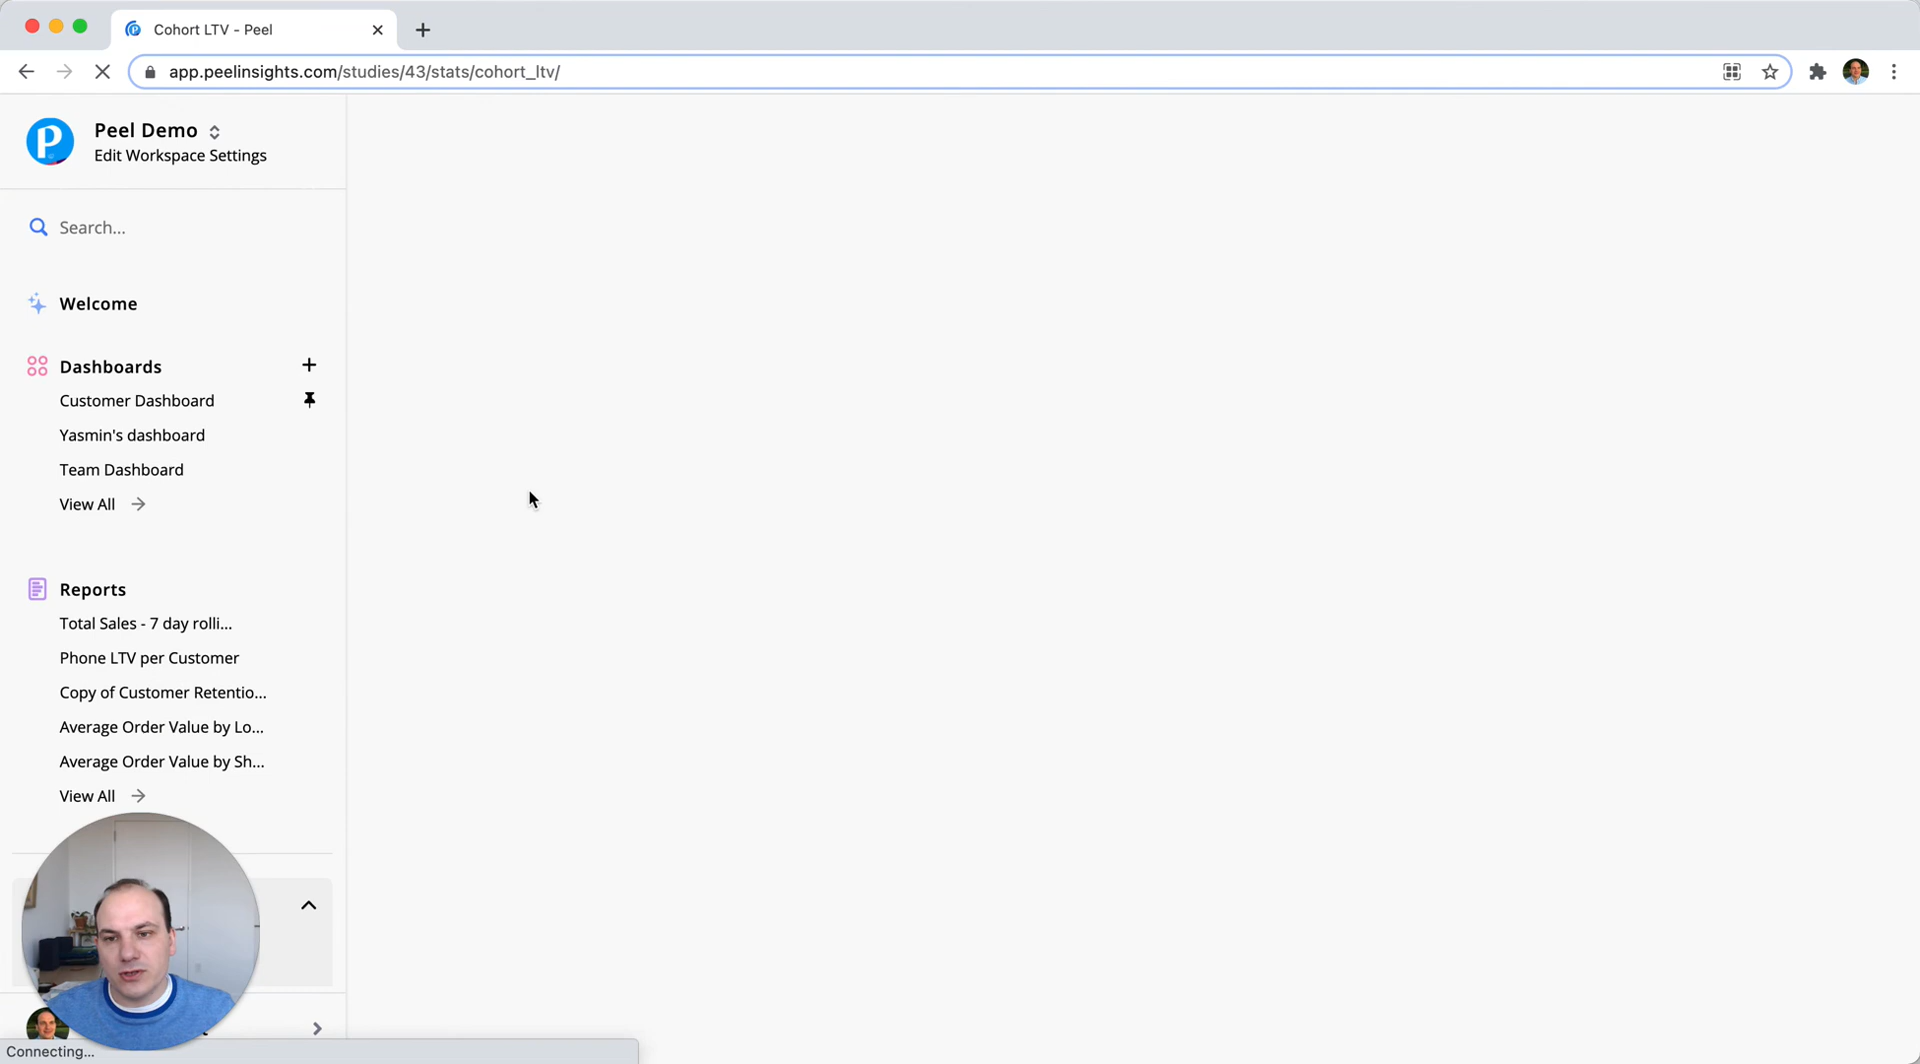 Cohort LTV - Peel
app.peelinsights.com/studies/43/stats/cohort_ltv/
P
Peel Demo
Edit Workspace Settings
Search...
Welcome
Dashboards
Customer Dashboard
Yasmin's dashboard
Team Dashboard
View All
Reports
Total Sales - 7 day rolli...
Phone LTV per Customer
Copy of Customer Retentio...
Average Order Value by Lo...
Average Order Value by Sh...
View All
Connecting...